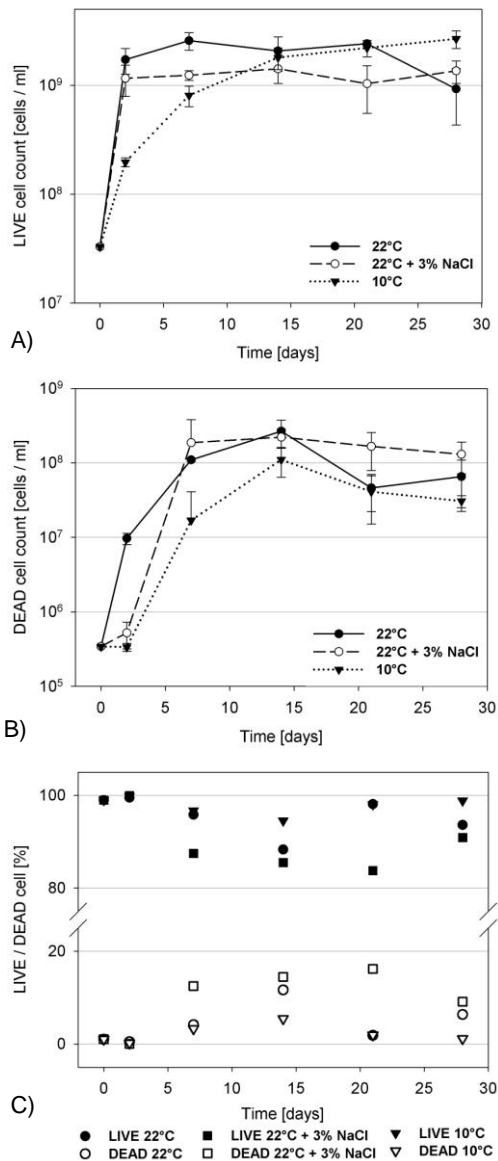 LIVE cell count [cells / ml]
10⁹
10⁸
10⁷
22°C
22°C + 3% NaCl
10°C
0 5 10 15 20 25 30
Time [days]
A)
DEAD cell count [cells / ml]
10⁹
10⁸
10⁷
10⁶
10⁵
22°C
22°C + 3% NaCl
10°C
0 5 10 15 20 25 30
Time [days]
B)
LIVE / DEAD cell [%]
100
80
20
0
0 5 10 15 20 25 30
Time [days]
C)
LIVE 22°C LIVE 22°C + 3% NaCl LIVE 10°C
DEAD 22°C DEAD 22°C + 3% NaCl DEAD 10°C